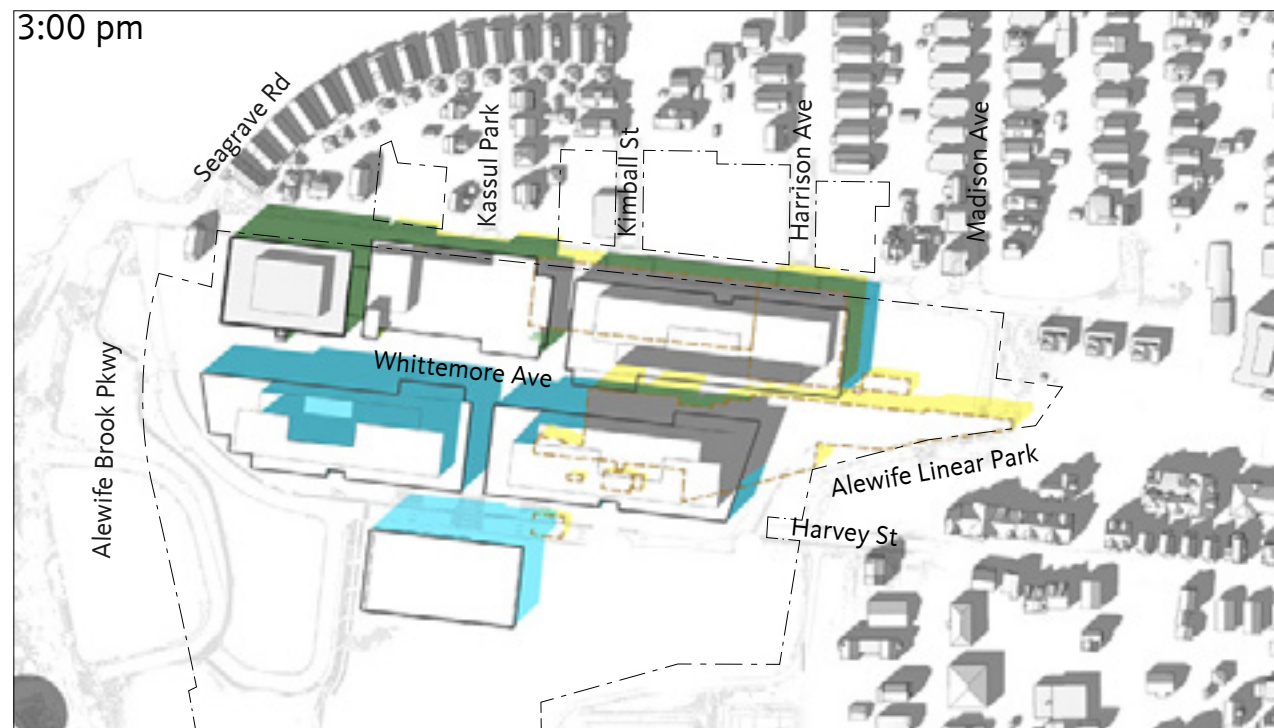 3:00 pm
Seagrave Rd
Kassul Park
Kimball St
Harrison Ave
Madison Ave
Whittemore Ave
Alewife Brook Pkwy
Alewife Linear Park
Harvey St